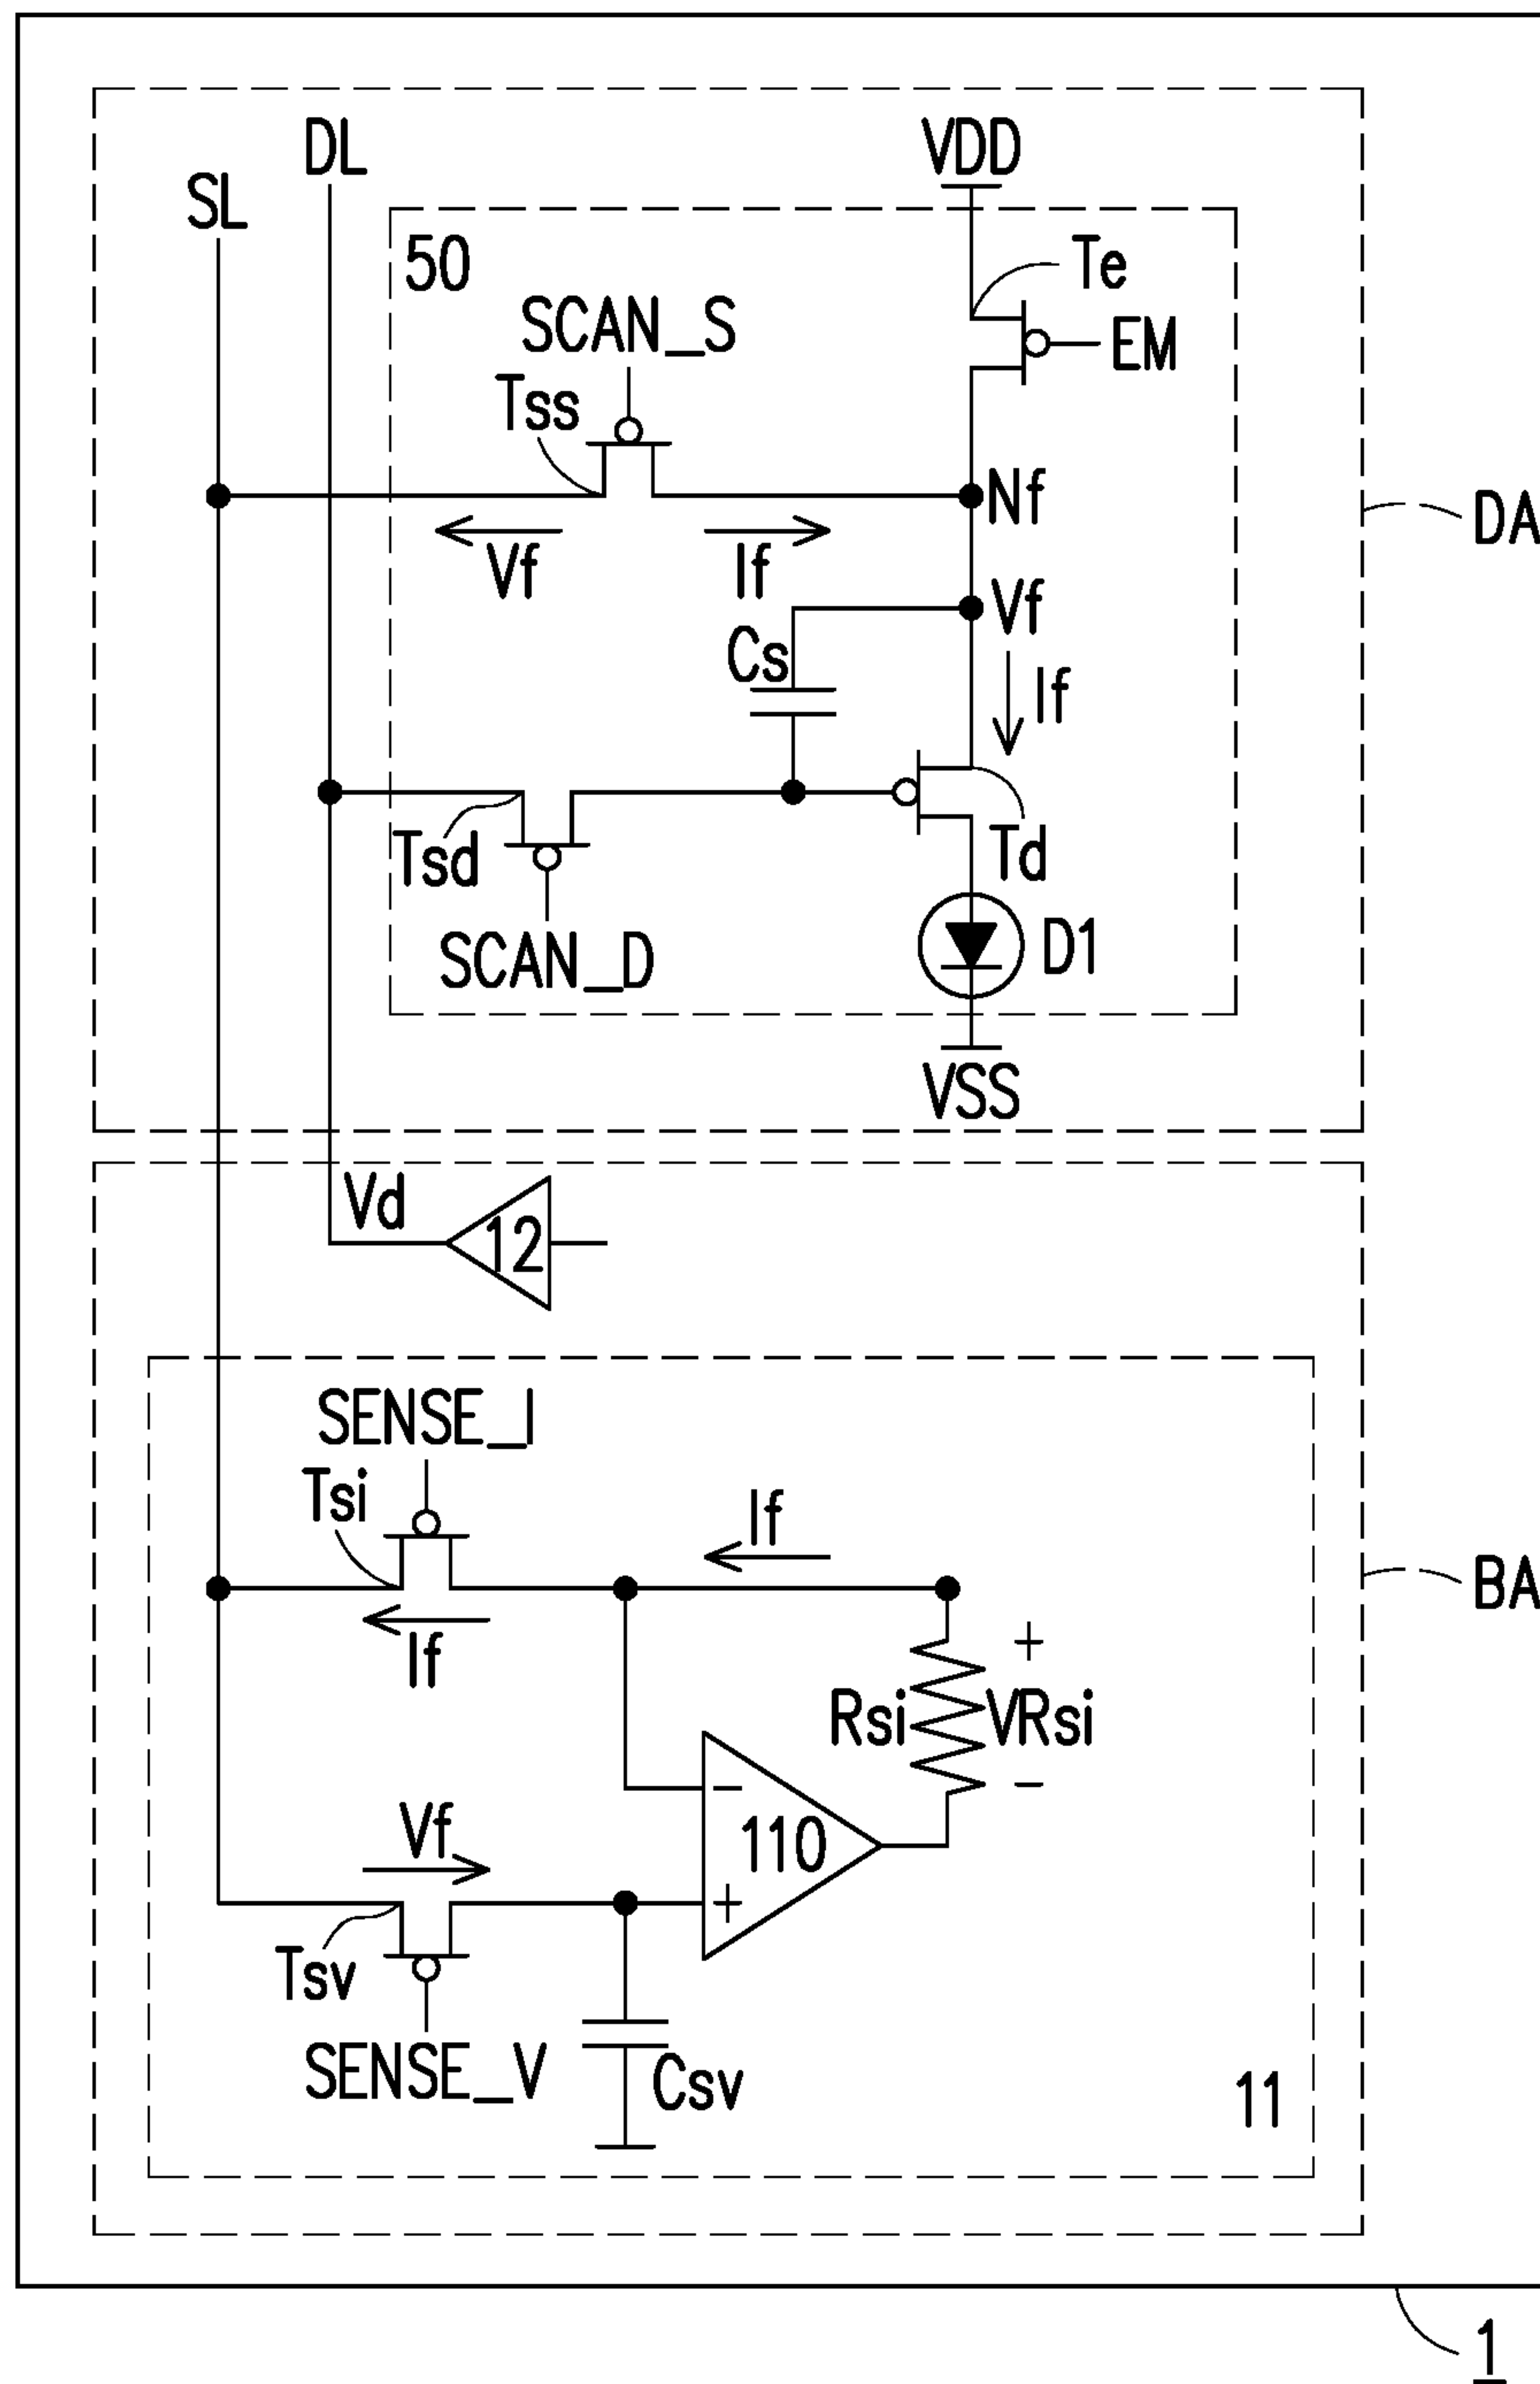 DL
VDD
SL
50
Te
SCAN_S
EM
Tss
Nf
DA
Vf
If
Vf
Cs
If
Tsd
Td
SCAN_D
D1
VSS
Vd
12
SENSE_I
Tsi
If
BA
If
+
Rsi
VRsi
−
−
Vf
110
+
Tsv
SENSE_V
Csv
11
1